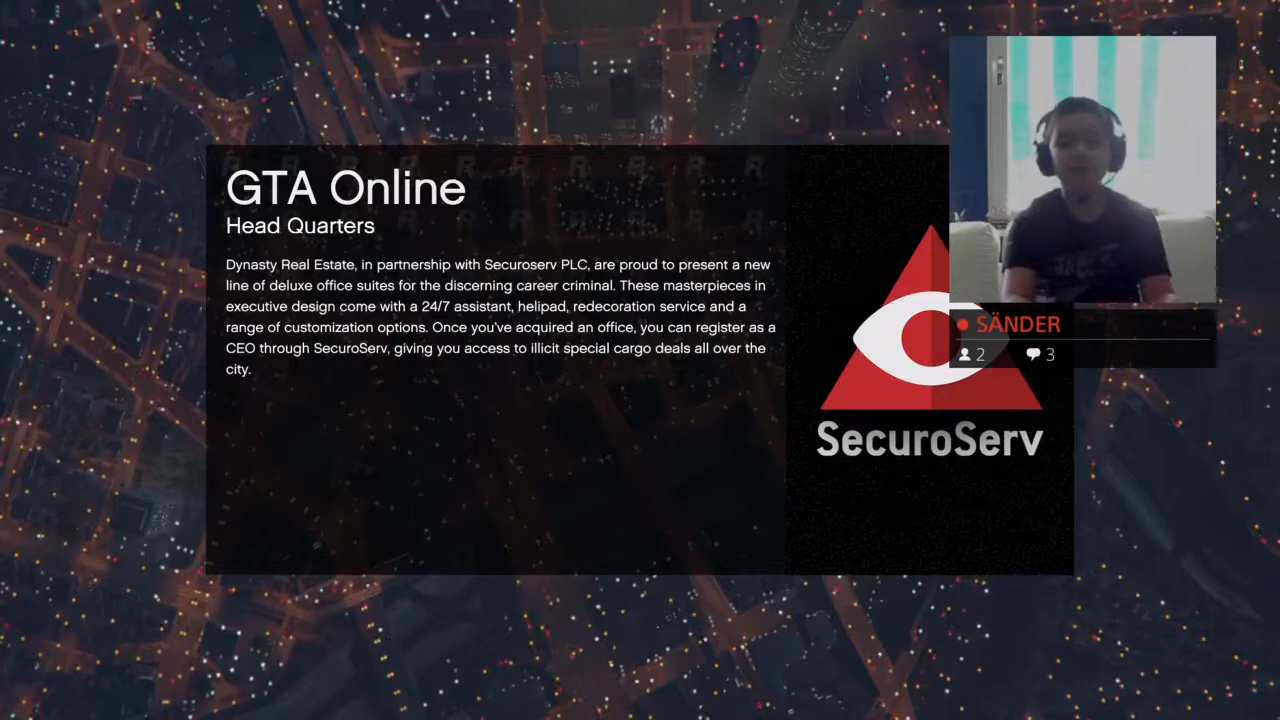 GTA Online
Head Quarters
Dynasty Real Estate, in partnership with Securoserv PLC, are proud to present a new
line of deluxe office suites for the discerning career criminal. These masterpieces in
executive design come with a 24/7 assistant, helipad, redecoration service and a
range of customization options. Once you've acquired an office, you can register as a
CEO through SecuroServ, giving you access to illicit special cargo deals all over the
city.
SecuroServ
SÄNDER
2 3